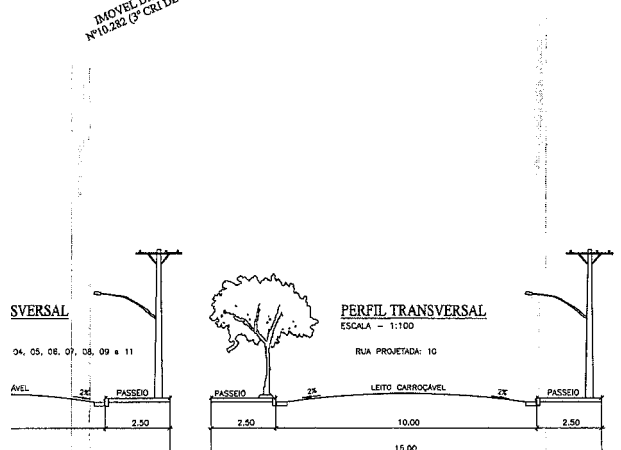 IMOVEL D
Nº10.282 (3º CRI DE
SVERSAL
04, 05, 06, 07, 08, 09 e 11
ÁVEL
2%
PASSEIO
2.50
PERFIL TRANSVERSAL
ESCALA - 1:100
RUA PROJETADA: 10
PASSEIO
2%
LEITO CARROÇÁVEL
2%
PASSEIO
2.50
10.00
2.50
15.00